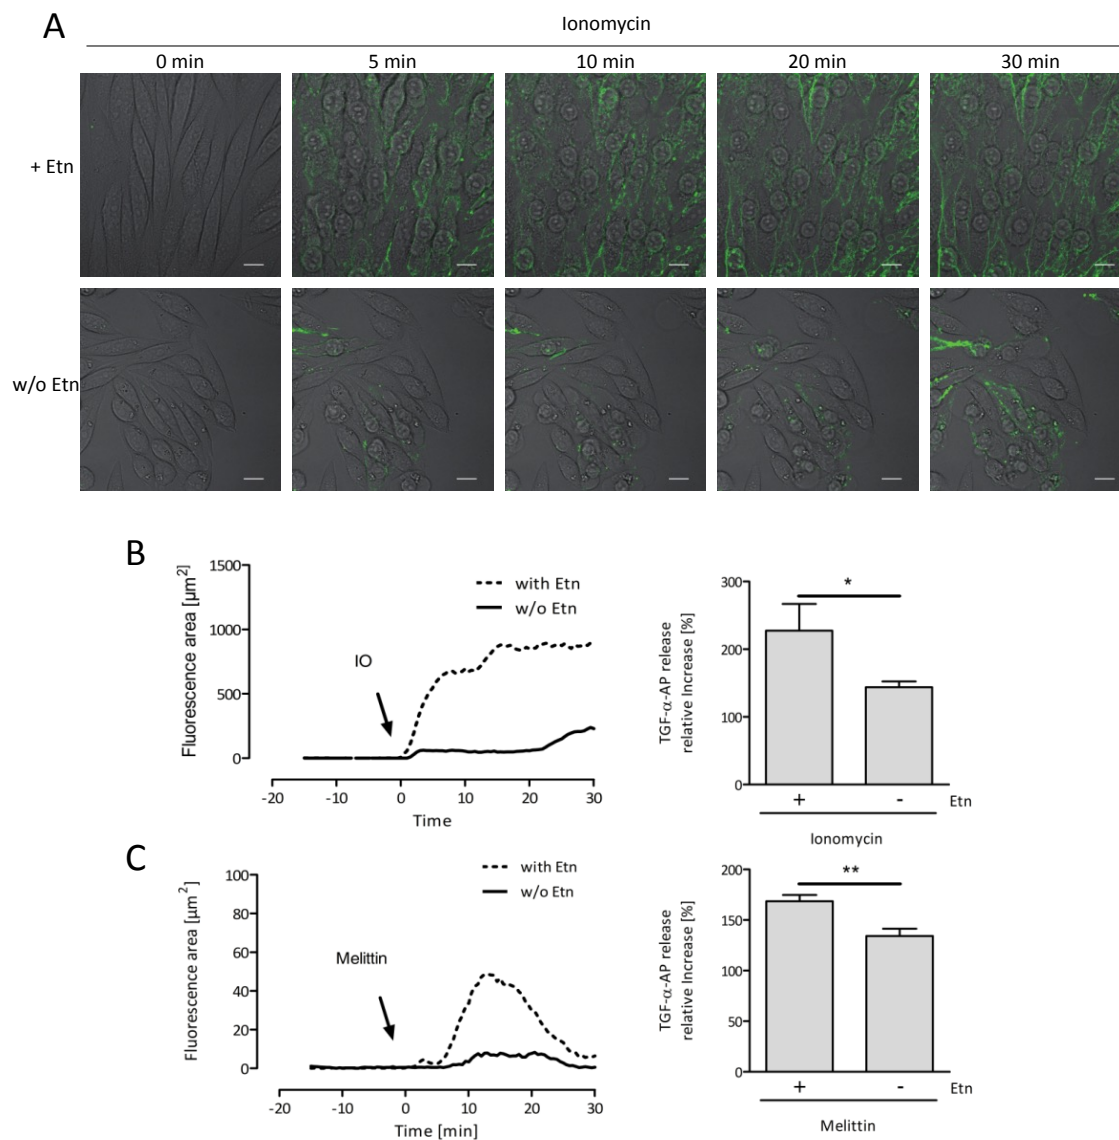 A
Ionomycin
0 min 5 min 10 min 20 min 30 min
+ Etn
w/o Etn
B
Fluorescence area [µm²]
1500
1000
500
0
with Etn
w/o Etn
IO
-20 -10 0 10 20 30
Time
TGF-α-AP release
relative Increase [%]
300
200
100
0
*
+ - Etn
Ionomycin
C
Fluorescence area [µm²]
100
80
60
40
20
0
with Etn
w/o Etn
Melittin
-20 -10 0 10 20 30
Time [min]
TGF-α-AP release
relative Increase [%]
200
150
100
50
0
**
+ - Etn
Melittin